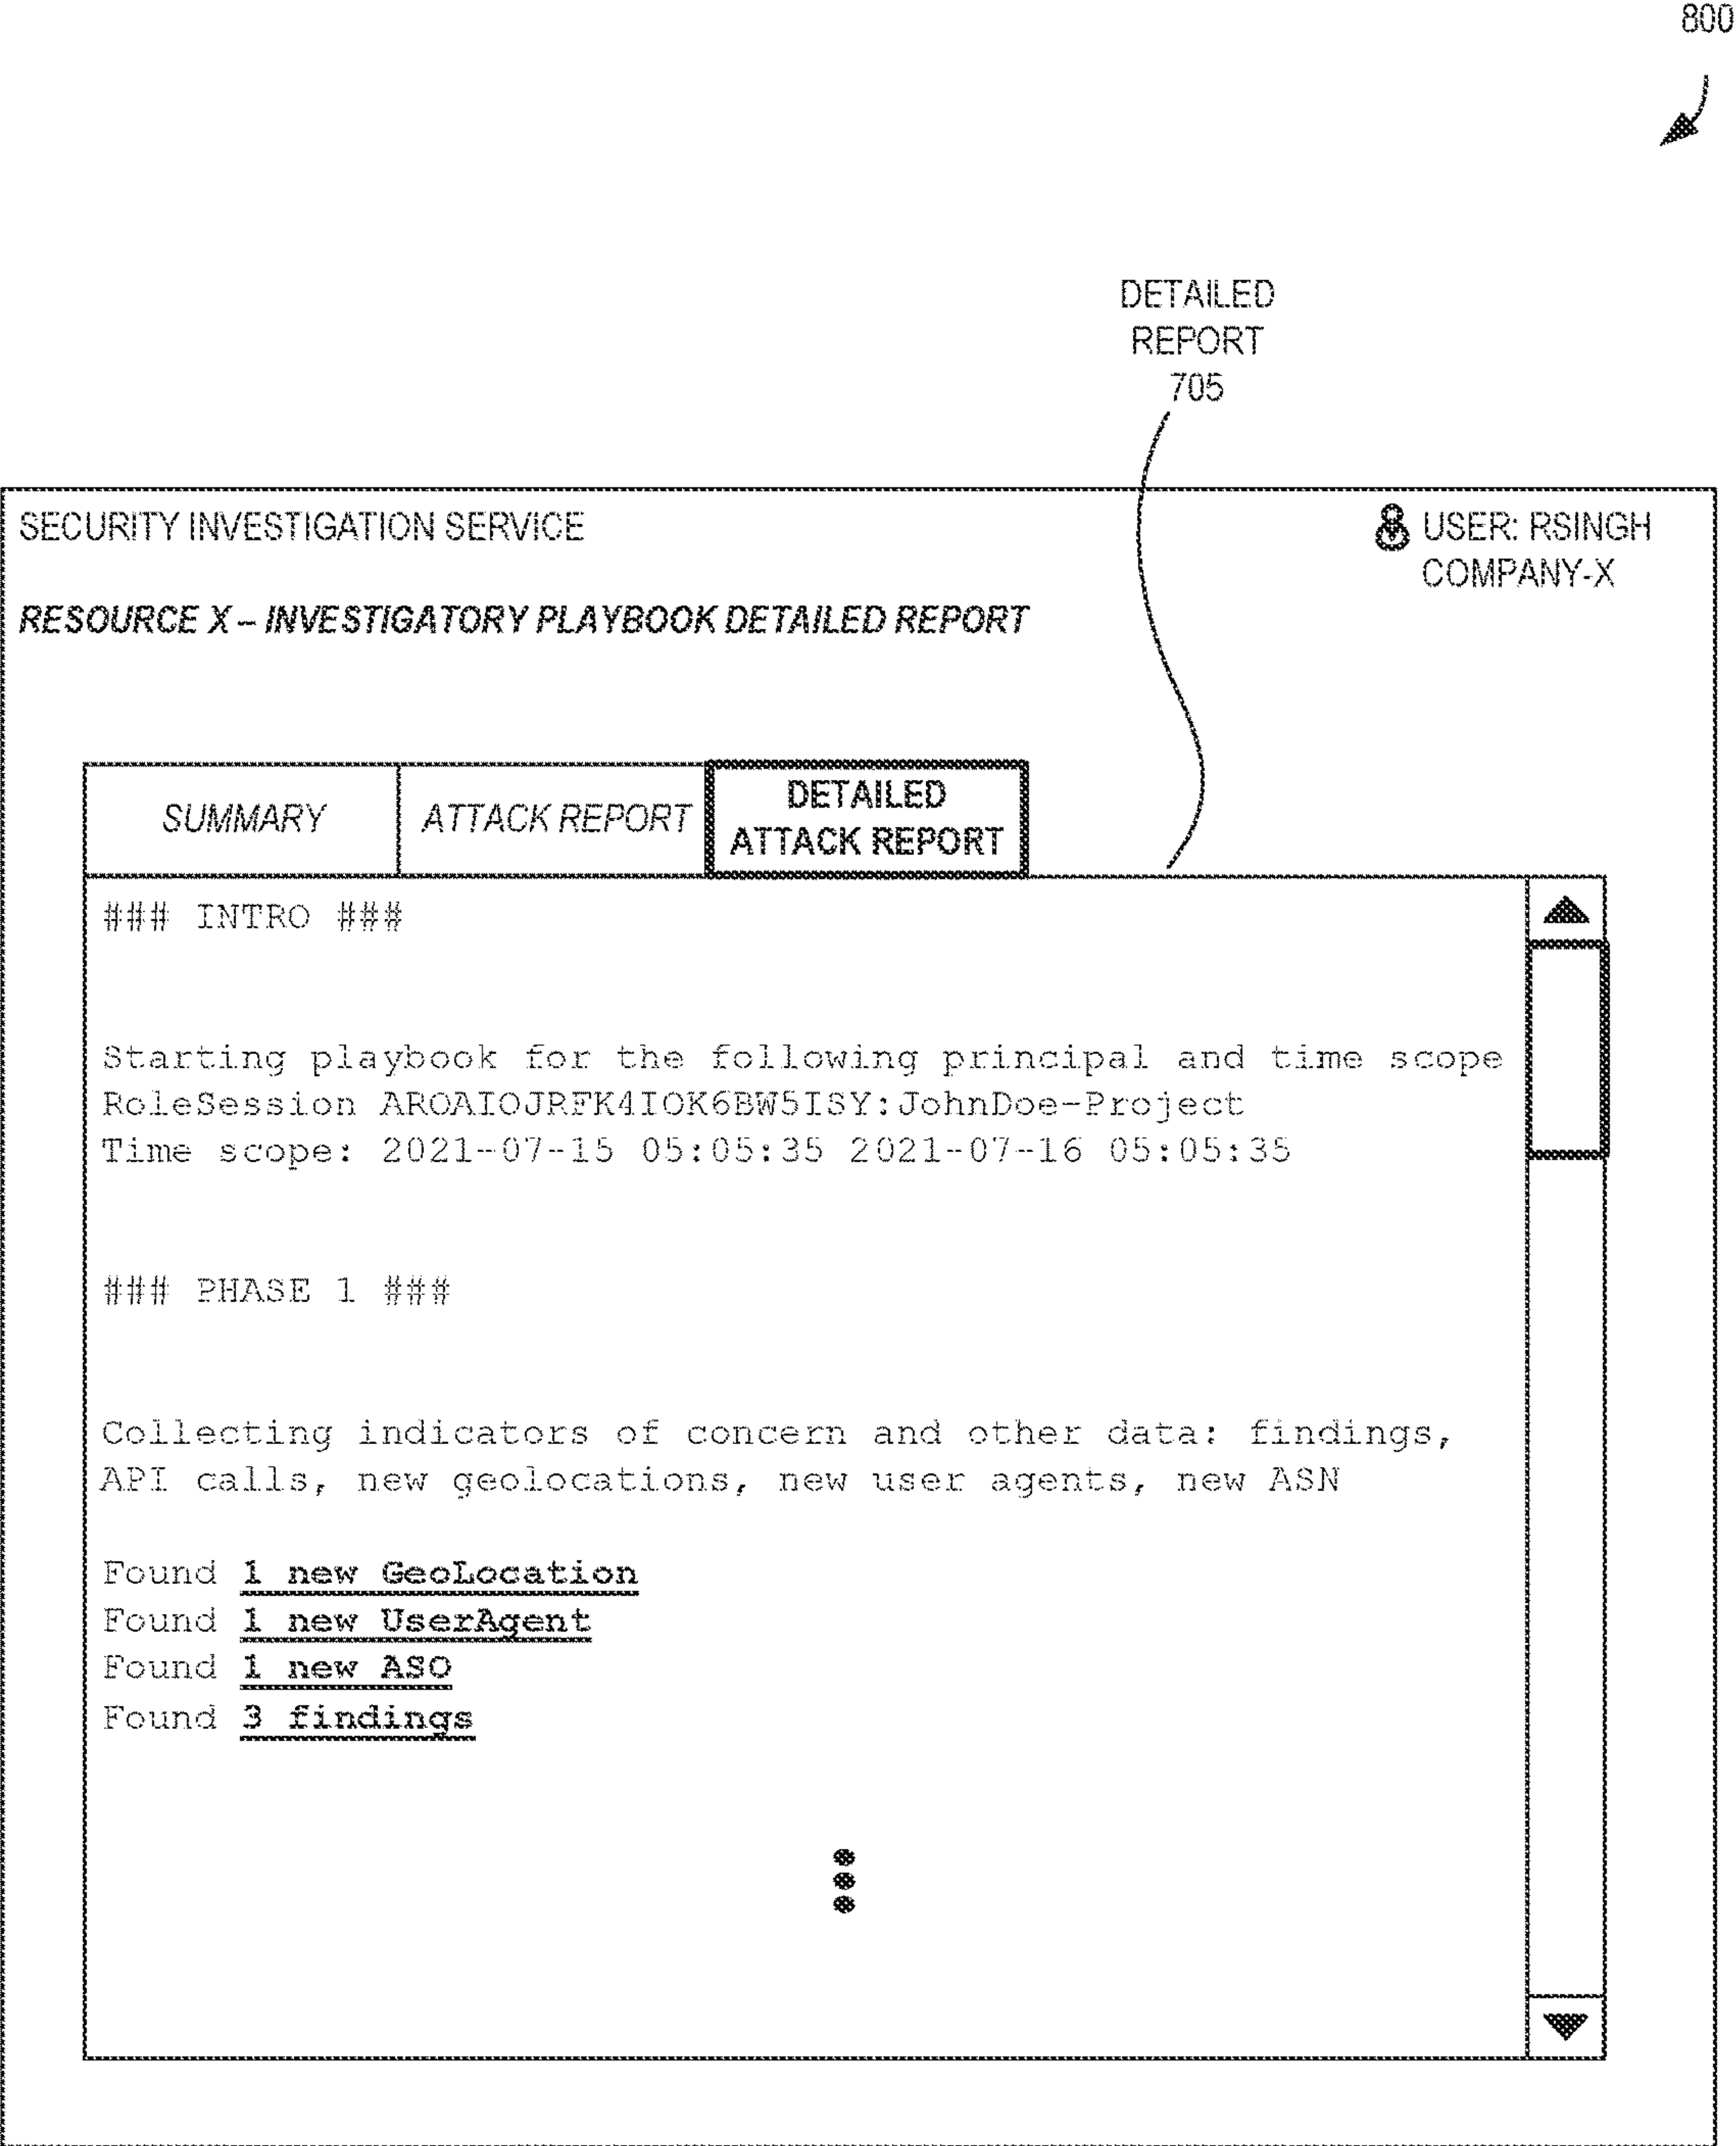 800
DETAILED
REPORT
705
SECURITY INVESTIGATION SERVICE
USER: RSINGH
COMPANY-X
RESOURCE X – INVESTIGATORY PLAYBOOK DETAILED REPORT
SUMMARY
ATTACK REPORT
DETAILED
ATTACK REPORT
### INTRO ###
Starting playbook for the following principal and time scope
RoleSession AROAIOJRFK4IOK6BW5ISY:JohnDoe-Project
Time scope: 2021-07-15 05:05:35 2021-07-16 05:05:35
### PHASE 1 ###
Collecting indicators of concern and other data: findings,
API calls, new geolocations, new user agents, new ASN
Found 1 new GeoLocation
Found 1 new UserAgent
Found 1 new ASO
Found 3 findings